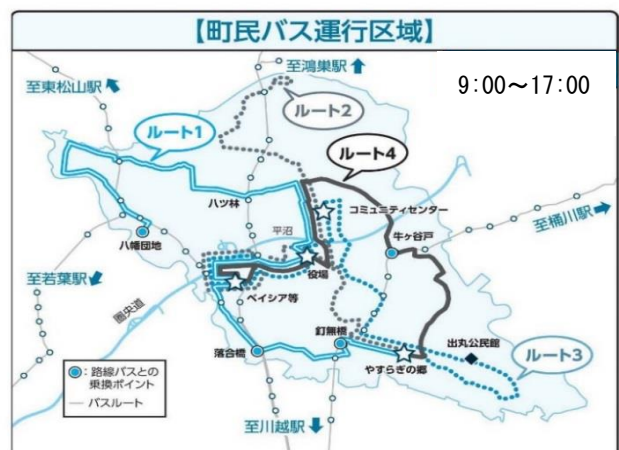 【町民バス運行区域】
至鴻巣駅
9:00～17:00
至東松山駅
ルート2
ルート1
ルート4
八ツ林
コミュニティセンター
至桶川駅
平沼
牛ヶ谷戸
八幡団地
役場
至若葉駅
ベイシア等
圏央道
釘無橋
出丸公民館
落合橋
やすらぎの郷
ルート3
：路線バスとの
乗換ポイント
バスルート
至川越駅